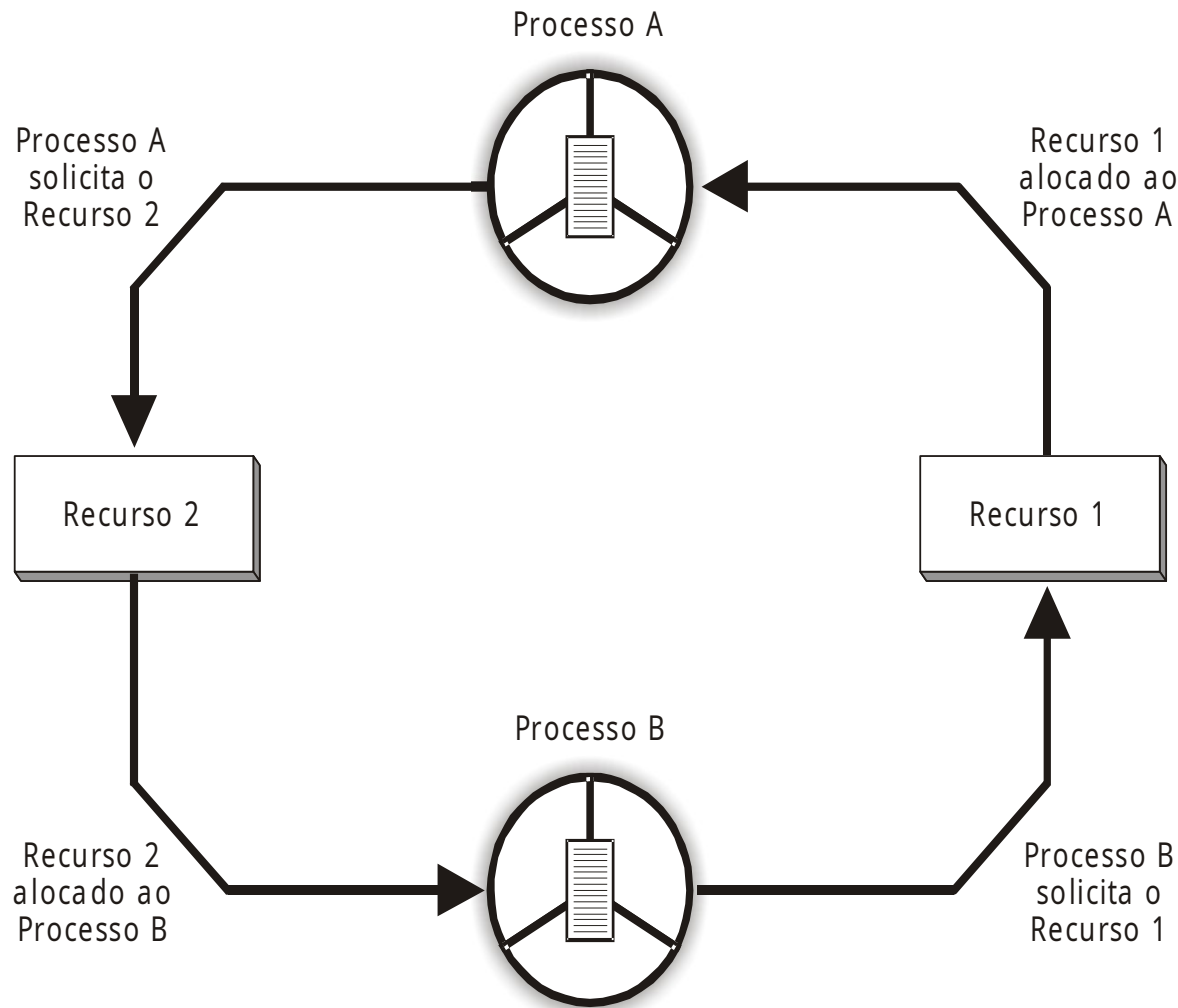 Processo A
Processo A
solicita o
Recurso 2
Recurso 1
alocado ao
Processo A
Recurso 2
Recurso 1
Processo B
Recurso 2
alocado ao
Processo B
Processo B
solicita o
Recurso 1